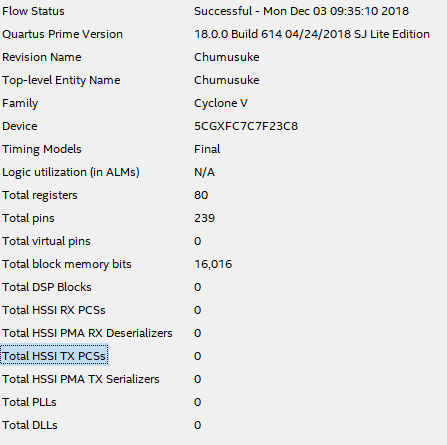 Flow Status Successful - Mon Dec 03 09:35:10 2018
Quartus Prime Version 18.0.0 Build 614 04/24/2018 SJ Lite Edition
Revision Name Chumusuke
Top-level Entity Name Chumusuke
Family Cyclone V
Device 5CGXFC7C7F23C8
Timing Models Final
Logic utilization (in ALMs) N/A
Total registers 80
Total pins 239
Total virtual pins 0
Total block memory bits 16,016
Total DSP Blocks 0
Total HSSI RX PCSs 0
Total HSSI PMA RX Deserializers 0
Total HSSI TX PCSs 0
Total HSSI PMA TX Serializers 0
Total PLLs 0
Total DLLs 0